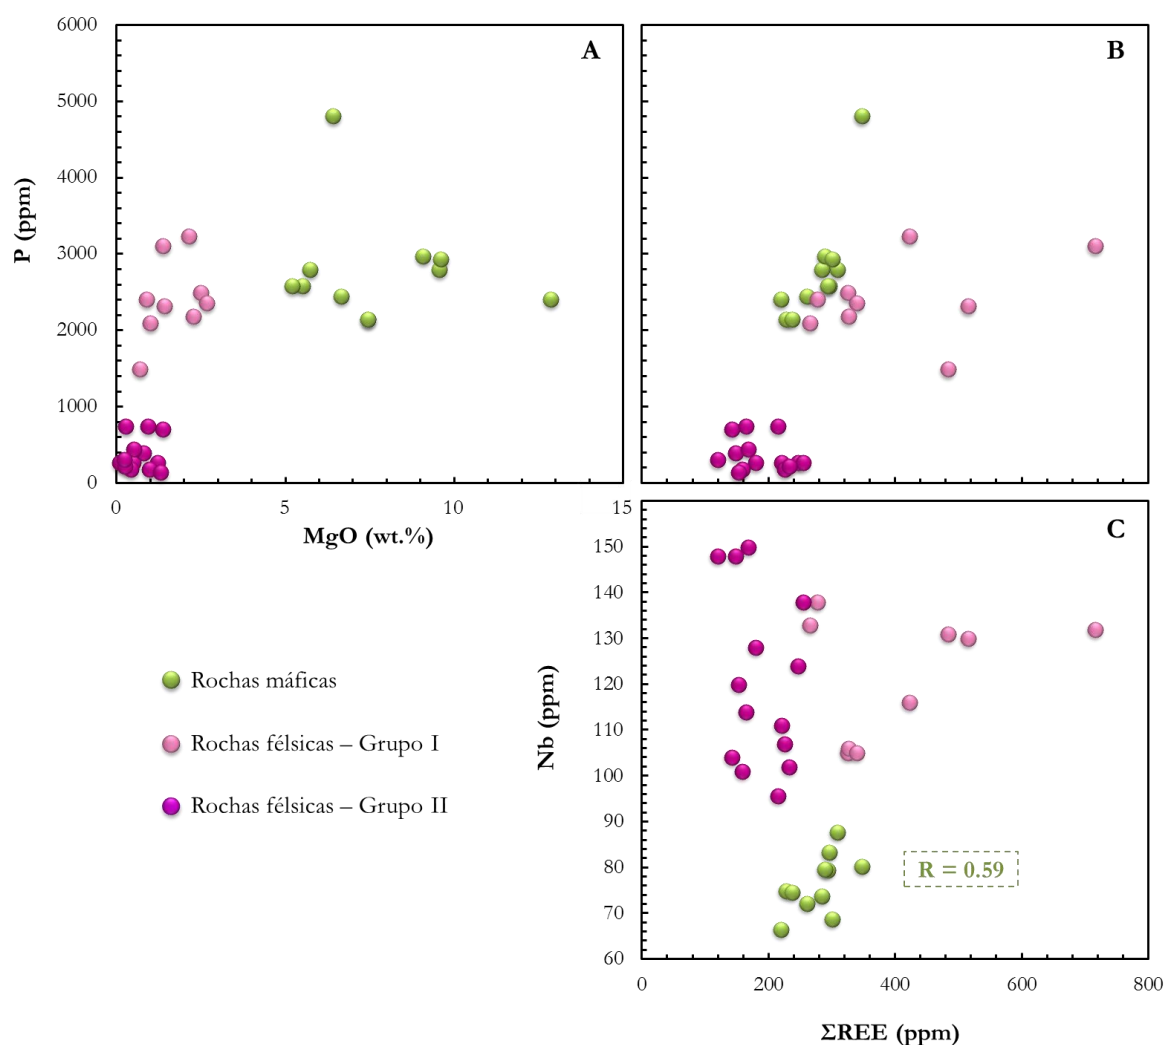 A
B
P (ppm)
6000
5000
4000
3000
2000
1000
0
0
5
10
15
MgO (wt.%)
C
Rochas máficas
Rochas félsicas – Grupo I
Rochas félsicas – Grupo II
Nb (ppm)
150
140
130
120
110
100
90
80
70
60
R = 0.59
0
200
400
600
800
ΣREE (ppm)